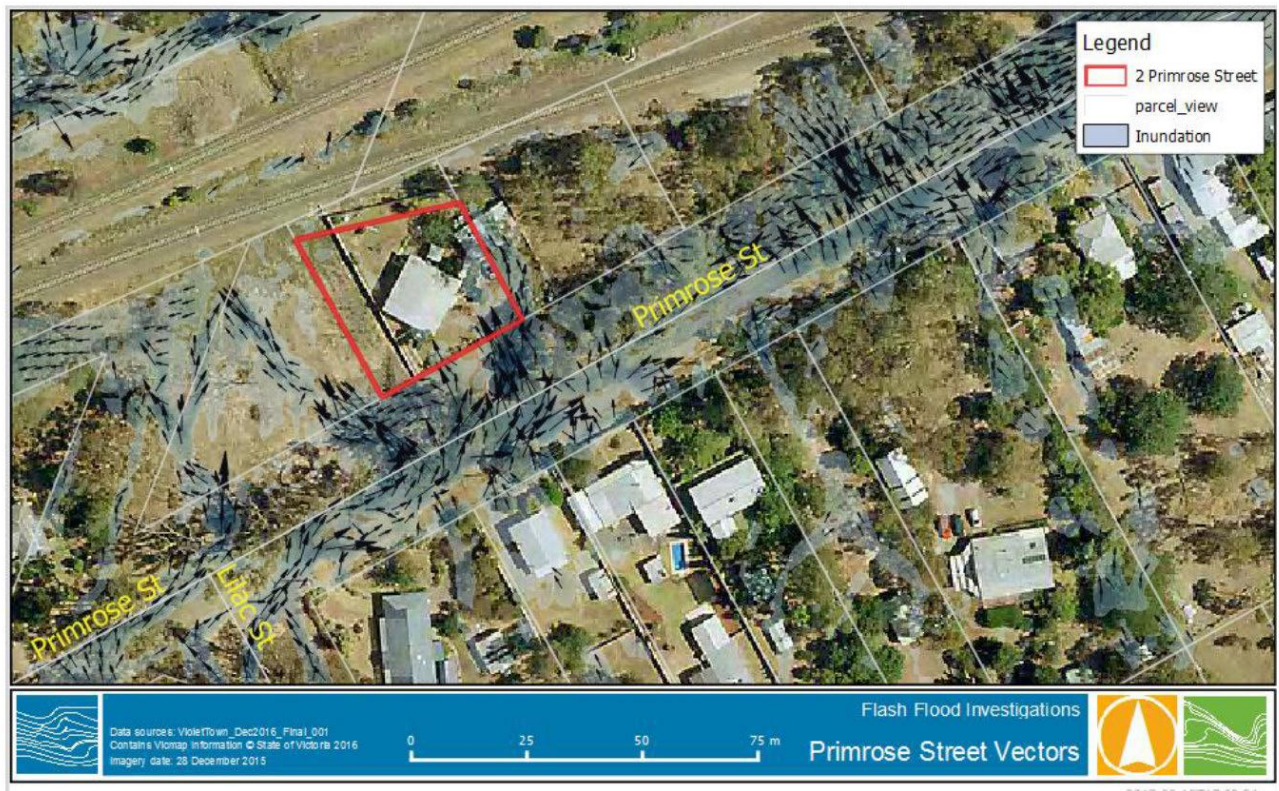 Legend
2 Primrose Street
parcel_view
Inundation
Primrose St
Primrose St
Lilac St
Data sources: VioletTown_Dec2016_Final_001
Contains Vicmap Information © State of Victoria 2016
Imagery date: 28 December 2015
0 25 50 75 m
Flash Flood Investigations
Primrose Street Vectors